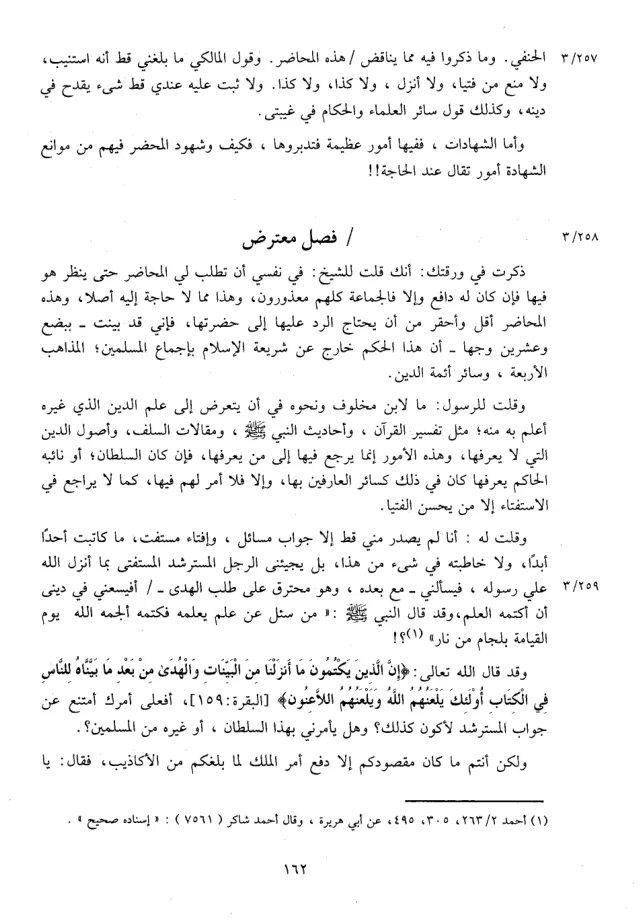 ٣/٢٥٧ الحنفي. وما ذكروا فيه مما يناقض / هذه المحاضر. وقول المالكي ما بلغني قط أنه استنيب،
ولا منع من فتيا، ولا أنزل ، ولا كذا، ولا كذا. ولا ثبت عليه عندي قط شىء يقدح في
دينه، وكذلك قول سائر العلماء والحكام في غيبتى.
وأما الشهادات ، ففيها أمور عظيمة فتدبروها ، فكيف وشهود المحضر فيهم من موانع
الشهادة أمور تقال عند الحاجة!!
٣/٢٥٨ / فصل معترض
ذكرت في ورقتك: أنك قلت للشيخ: في نفسي أن تطلب لي المحاضر حتى ينظر هو
فيها فإن كان له دافع وإلا فالجماعة كلهم معذورون، وهذا مما لا حاجة إليه أصلا، وهذه
المحاضر أقل وأحقر من أن يحتاج الرد عليها إلى حضرتها، فإني قد بينت ـ ببضع
وعشرين وجها ـ أن هذا الحكم خارج عن شريعة الإسلام بإجماع المسلمين؛ المذاهب
الأربعة ، وسائر أئمة الدين.
وقلت للرسول: ما لابن مخلوف ونحوه في أن يتعرض إلى علم الدين الذي غيره
أعلم به منه؛ مثل تفسير القرآن ، وأحاديث النبي ﷺ ، ومقالات السلف، وأصول الدين
التي لا يعرفها، وهذه الأمور إنما يرجع فيها إلى من يعرفها، فإن كان السلطان؛ أو نائبه
الحاكم يعرفها كان في ذلك كسائر العارفين بها، وإلا فلا أمر لهم فيها، كما لا يراجع في
الاستفتاء إلا من يحسن الفتيا.
وقلت له : أنا لم يصدر مني قط إلا جواب مسائل ، وإفتاء مستفت، ما كاتبت أحدًا
أبدًا، ولا خاطبته في شىء من هذا، بل يجيئنى الرجل المسترشد المستفتى بما أنزل الله
٣/٢٥٩ علي رسوله ، فيسألني ـ مع بعده ، وهو محترق على طلب الهدى ـ / أفيسعني في ديني
أن أكتمه العلم،وقد قال النبي ﷺ :« من سئل عن علم يعلمه فكتمه ألجمه الله يوم
القيامة بلجام من نار» (١)؟!
وقد قال الله تعالى: ﴿إِنَّ الَّذِينَ يَكْتُمُونَ مَا أَنزَلْنَا مِنَ الْبَيِّنَاتِ وَالْهُدَىٰ مِنْ بَعْدِ مَا بَيَّنَّاهُ لِلنَّاسِ
فِي الْكِتَابِ أُولَئِكَ يَلْعَنُهُمُ اللَّهُ وَيَلْعَنُهُمُ اللاَّعِنُونَ﴾ [البقرة:١٥٩]، أفعلى أمرك أمتنع عن
جواب المسترشد لأكون كذلك؟ وهل يأمرني بهذا السلطان ، أو غيره من المسلمين؟.
ولكن أنتم ما كان مقصودكم إلا دفع أمر الملك لما بلغكم من الأكاذيب، فقال: يا
(١) أحمد ٢/ ٢٦٣، ٣٠٥، ٤٩٥، عن أبي هريرة ، وقال أحمد شاكر ( ٧٥٦١) : « إسناده صحيح » .
١٦٢